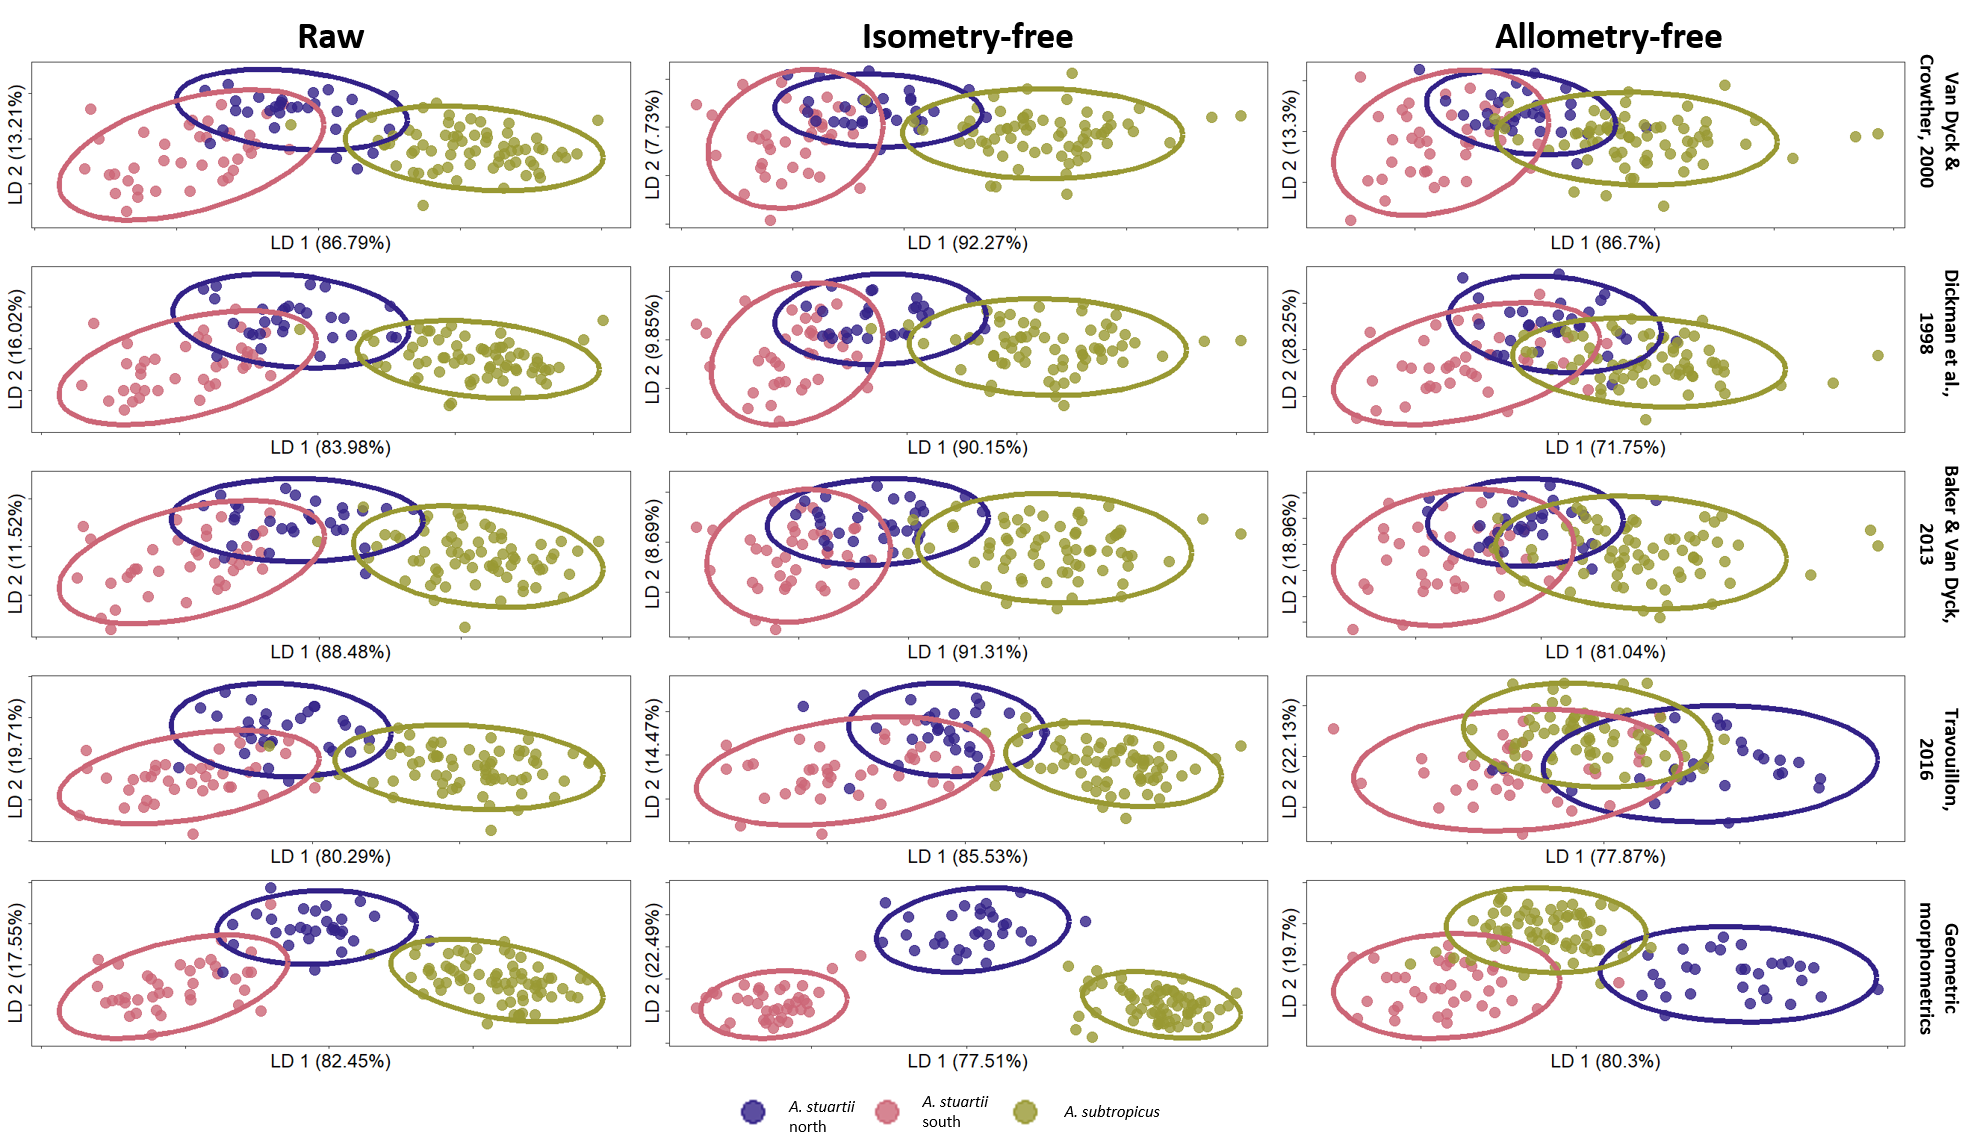 Raw
Isometry-free
Allometry-free
LD 2 (13.21%)
LD 1 (86.79%)
LD 2 (7.73%)
LD 1 (92.27%)
LD 2 (13.3%)
LD 1 (86.7%)
Van Dyck &
Crowther, 2000
LD 2 (16.02%)
LD 1 (83.98%)
LD 2 (9.85%)
LD 1 (90.15%)
LD 2 (28.25%)
LD 1 (71.75%)
Dickman et al.,
1998
LD 2 (11.52%)
LD 1 (88.48%)
LD 2 (8.69%)
LD 1 (91.31%)
LD 2 (18.96%)
LD 1 (81.04%)
Baker & Van Dyck,
2013
LD 2 (19.71%)
LD 1 (80.29%)
LD 2 (14.47%)
LD 1 (85.53%)
LD 2 (22.13%)
LD 1 (77.87%)
Travouillon,
2016
LD 2 (17.55%)
LD 1 (82.45%)
LD 2 (22.49%)
LD 1 (77.51%)
LD 2 (19.7%)
LD 1 (80.3%)
Geometric
morphometrics
A. stuartii
north
A. stuartii
south
A. subtropicus